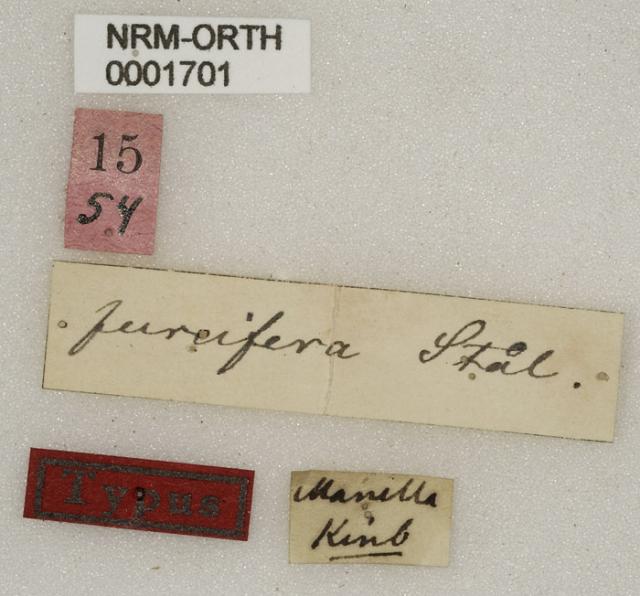 NRM-ORTH
0001701
15
54
furcifera Stål.
Typus
Manilla
Kinb